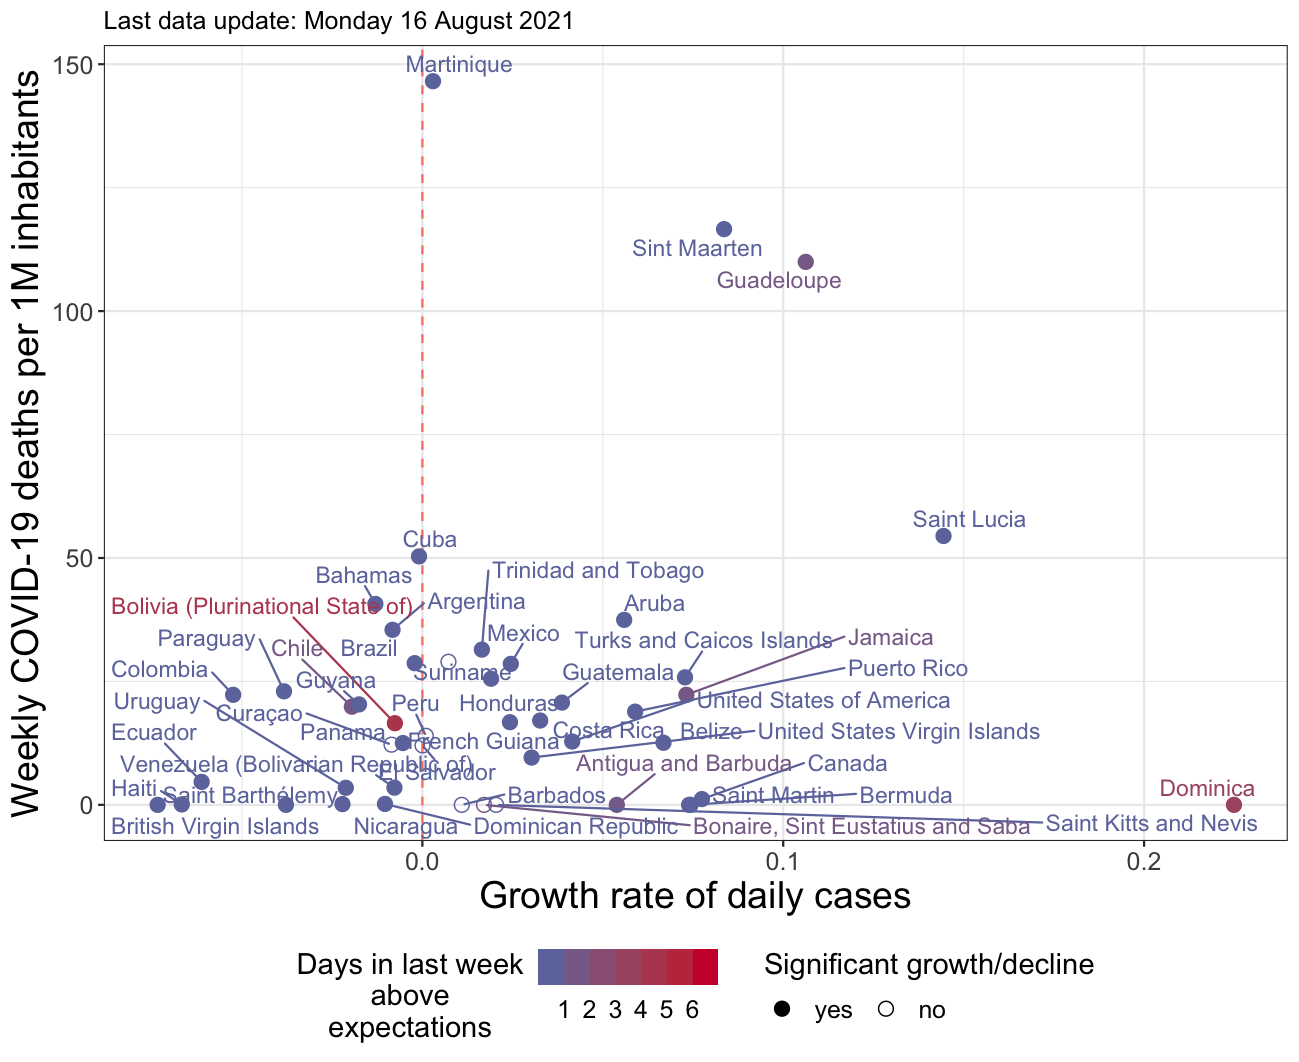 Last data update: Monday 16 August 2021
Weekly COVID-19 deaths per 1M inhabitants
150
Martinique
Sint Maarten
Guadeloupe
100
Saint Lucia
Cuba
50
Trinidad and Tobago
Bahamas
Argentina
Aruba
Bolivia (Plurinational State of)
Mexico
Paraguay
Chile
Brazil
Turks and Caicos Islands
Jamaica
Colombia
Guyana
Suriname
Guatemala
Puerto Rico
Uruguay
Curaçao
Peru
Honduras
United States of America
Ecuador
Panama
French Guiana
Costa Rica
Belize
United States Virgin Islands
Venezuela (Bolivarian Republic of)
El Salvador
Antigua and Barbuda
Canada
Haiti
Saint Barthélemy
Barbados
Saint Martin
Bermuda
Dominica
0
British Virgin Islands
Nicaragua
Dominican Republic
Bonaire, Sint Eustatius and Saba
Saint Kitts and Nevis
0.0
0.1
0.2
Growth rate of daily cases
Days in last week
above
expectations
1 2 3 4 5 6
Significant growth/decline
yes
no